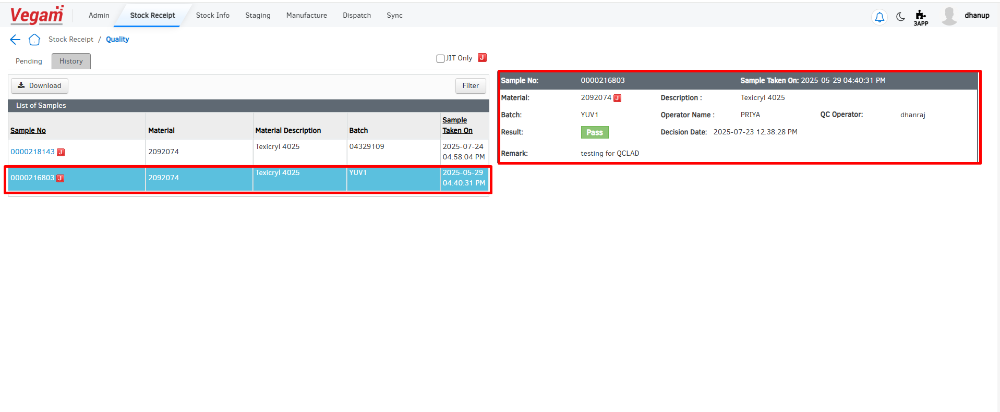 Vegam
Admin Stock Receipt Stock Info Staging Manufacture Dispatch Sync 3APP dhanup
Stock Receipt / Quality
Pending History JIT Only J
Download Filter
List of Samples
Sample No Material Material Description Batch Sample Taken On
0000218143 J 2092074 Texicryl 4025 04329109 2025-07-24 04:58:04 PM
0000216803 J 2092074 Texicryl 4025 YUV1 2025-05-29 04:40:31 PM
Sample No: 0000216803 Sample Taken On: 2025-05-29 04:40:31 PM
Material: 2092074 J Description : Texicryl 4025
Batch: YUV1 Operator Name : PRIYA QC Operator: dhanraj
Result: Pass Decision Date: 2025-07-23 12:38:28 PM
Remark: testing for QCLAD